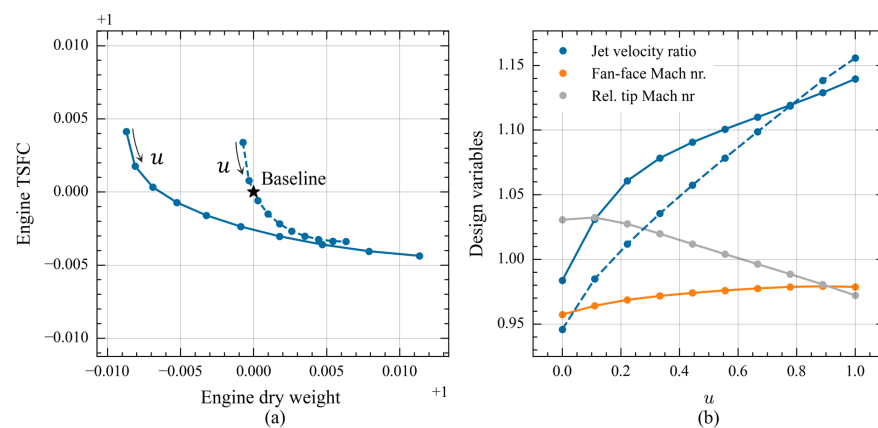 +1
0.010
0.005
0.000
−0.005
−0.010
Engine TSFC
u
u
Baseline
−0.010 −0.005 0.000 0.005 0.010
+1
Engine dry weight
(a)
1.15
1.10
1.05
1.00
0.95
Design variables
Jet velocity ratio
Fan-face Mach nr.
Rel. tip Mach nr
0.0 0.2 0.4 0.6 0.8 1.0
u
(b)